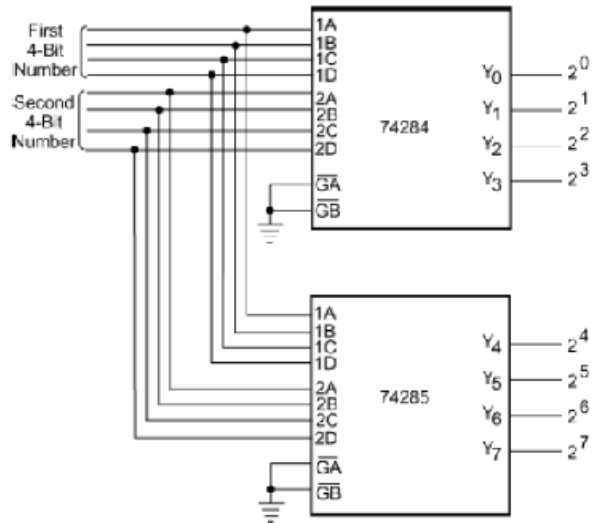 First
4-Bit
Number
Second
4-Bit
Number
1A
1B
1C
1D
2A
2B
2C
2D
GA
GB
74284
Y0 2^0
Y1 2^1
Y2 2^2
Y3 2^3
1A
1B
1C
1D
2A
2B
2C
2D
GA
GB
74285
Y4 2^4
Y5 2^5
Y6 2^6
Y7 2^7